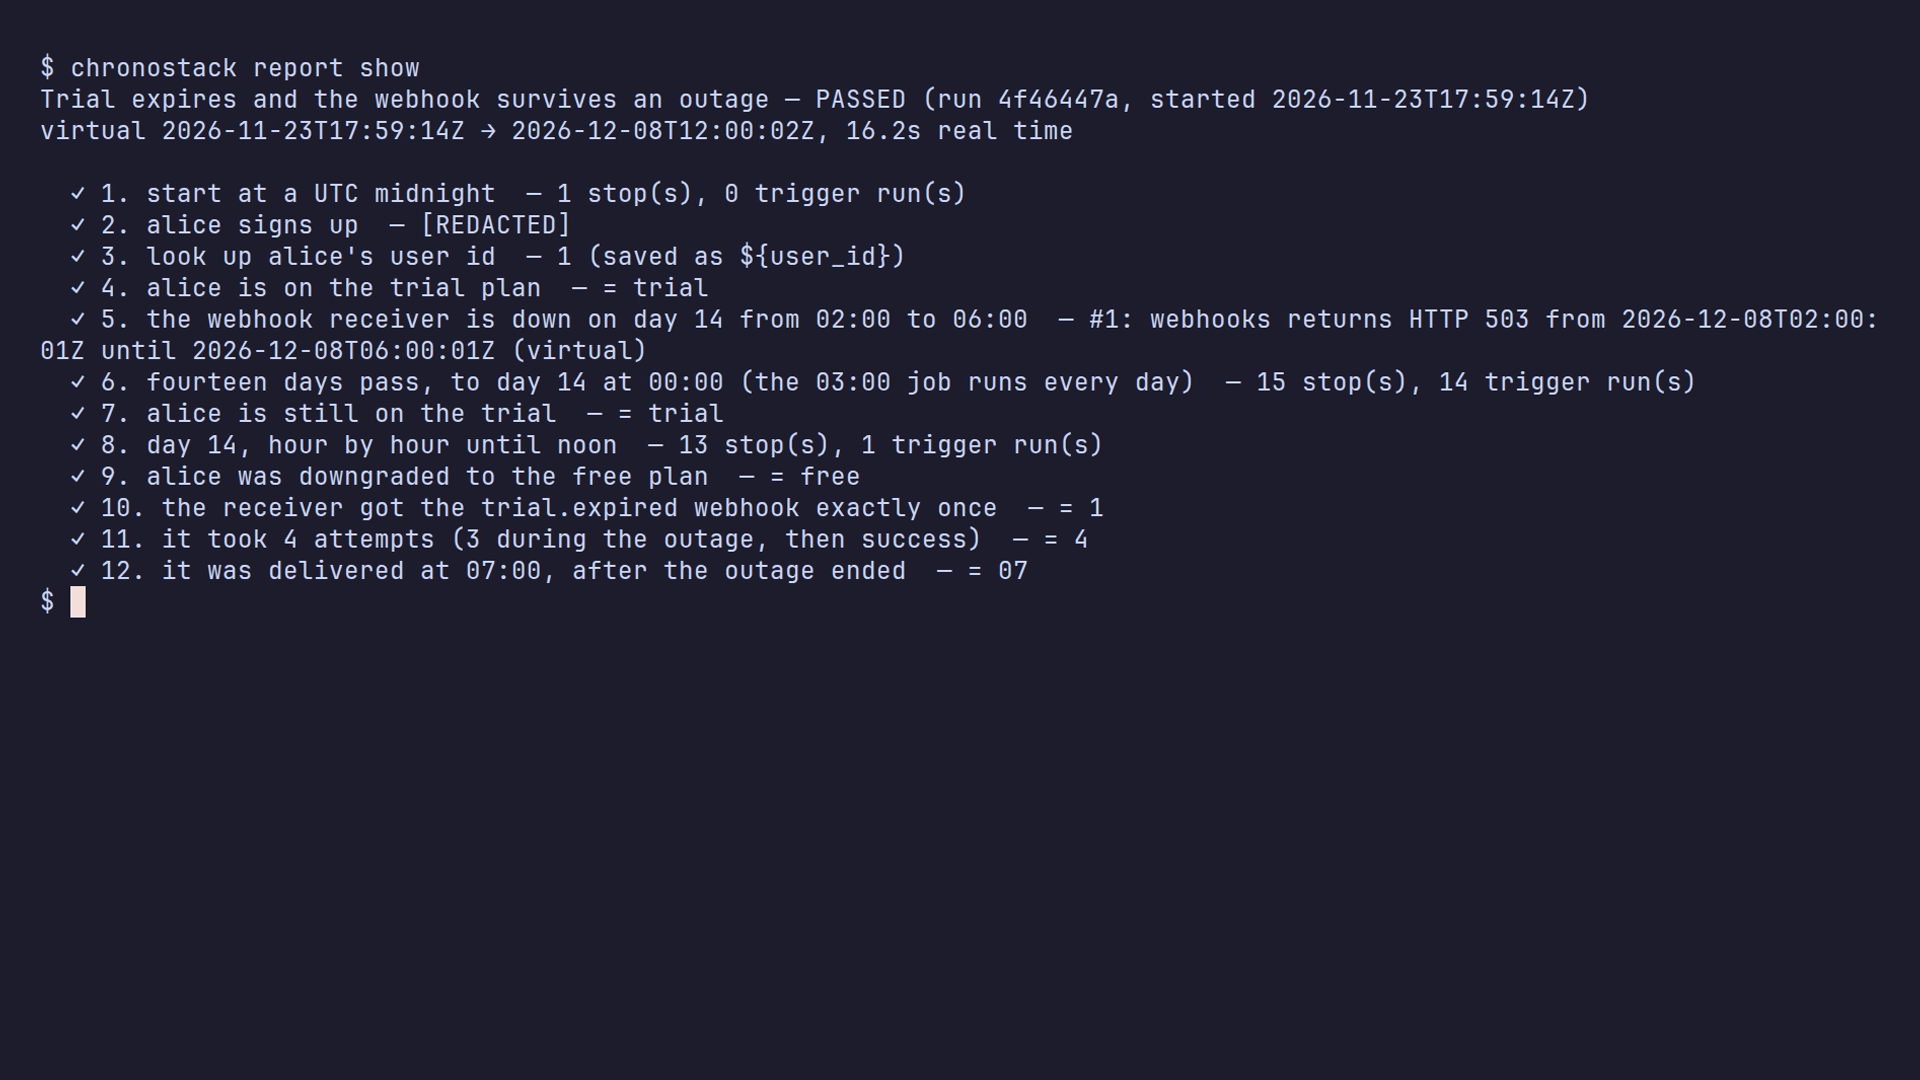 $ chronostack report show
Trial expires and the webhook survives an outage — PASSED (run 4f46447a, started 2026-11-23T17:59:14Z)
virtual 2026-11-23T17:59:14Z → 2026-12-08T12:00:02Z, 16.2s real time
✓ 1. start at a UTC midnight — 1 stop(s), 0 trigger run(s)
✓ 2. alice signs up — [REDACTED]
✓ 3. look up alice's user id — 1 (saved as ${user_id})
✓ 4. alice is on the trial plan — = trial
✓ 5. the webhook receiver is down on day 14 from 02:00 to 06:00 — #1: webhooks returns HTTP 503 from 2026-12-08T02:00:
01Z until 2026-12-08T06:00:01Z (virtual)
✓ 6. fourteen days pass, to day 14 at 00:00 (the 03:00 job runs every day) — 15 stop(s), 14 trigger run(s)
✓ 7. alice is still on the trial — = trial
✓ 8. day 14, hour by hour until noon — 13 stop(s), 1 trigger run(s)
✓ 9. alice was downgraded to the free plan — = free
✓ 10. the receiver got the trial.expired webhook exactly once — = 1
✓ 11. it took 4 attempts (3 during the outage, then success) — = 4
✓ 12. it was delivered at 07:00, after the outage ended — = 07
$